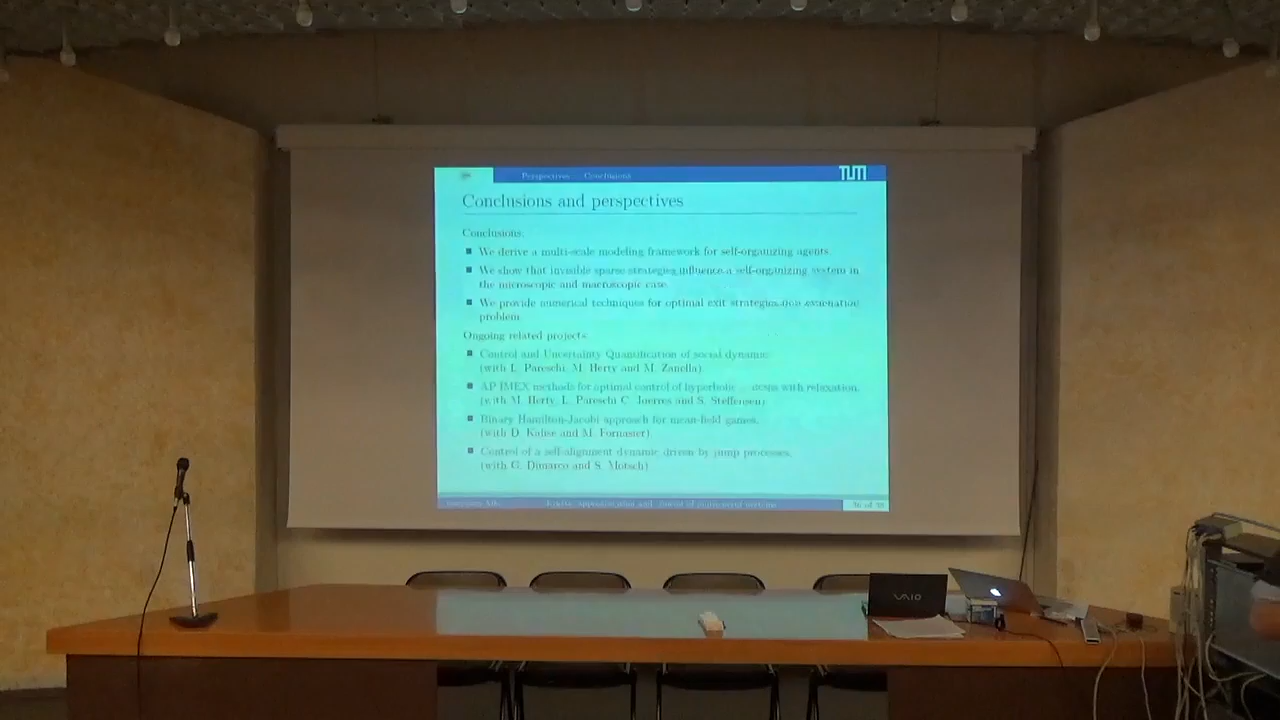 Perspectives Conclusions
TUM
Conclusions and perspectives
Conclusions:
We derive a multi-scale modeling framework for self-organizing agents.
We show that invisible sparse strategies influence a self-organizing system in
the microscopic and macroscopic case.
We provide numerical techniques for optimal exit
problem.
Ongoing related projects:
Control and Uncertainty Quantification of social dynamic.
(with L. Pareschi, M. Herty and M. Zanella).
AP IMEX methods for optimal control of hyperbolic with relaxation.
(with M. Herty, L. Pareschi C. Joerres and S. Steffensen)
Binary Hamilton-Jacobi approach for mean-field games.
(with D. Kalise and M. Fornasier)
Control of a self-alignment dynamic driven by jump processes.
(with G. Dimarco and S. Motsch)
VAIO